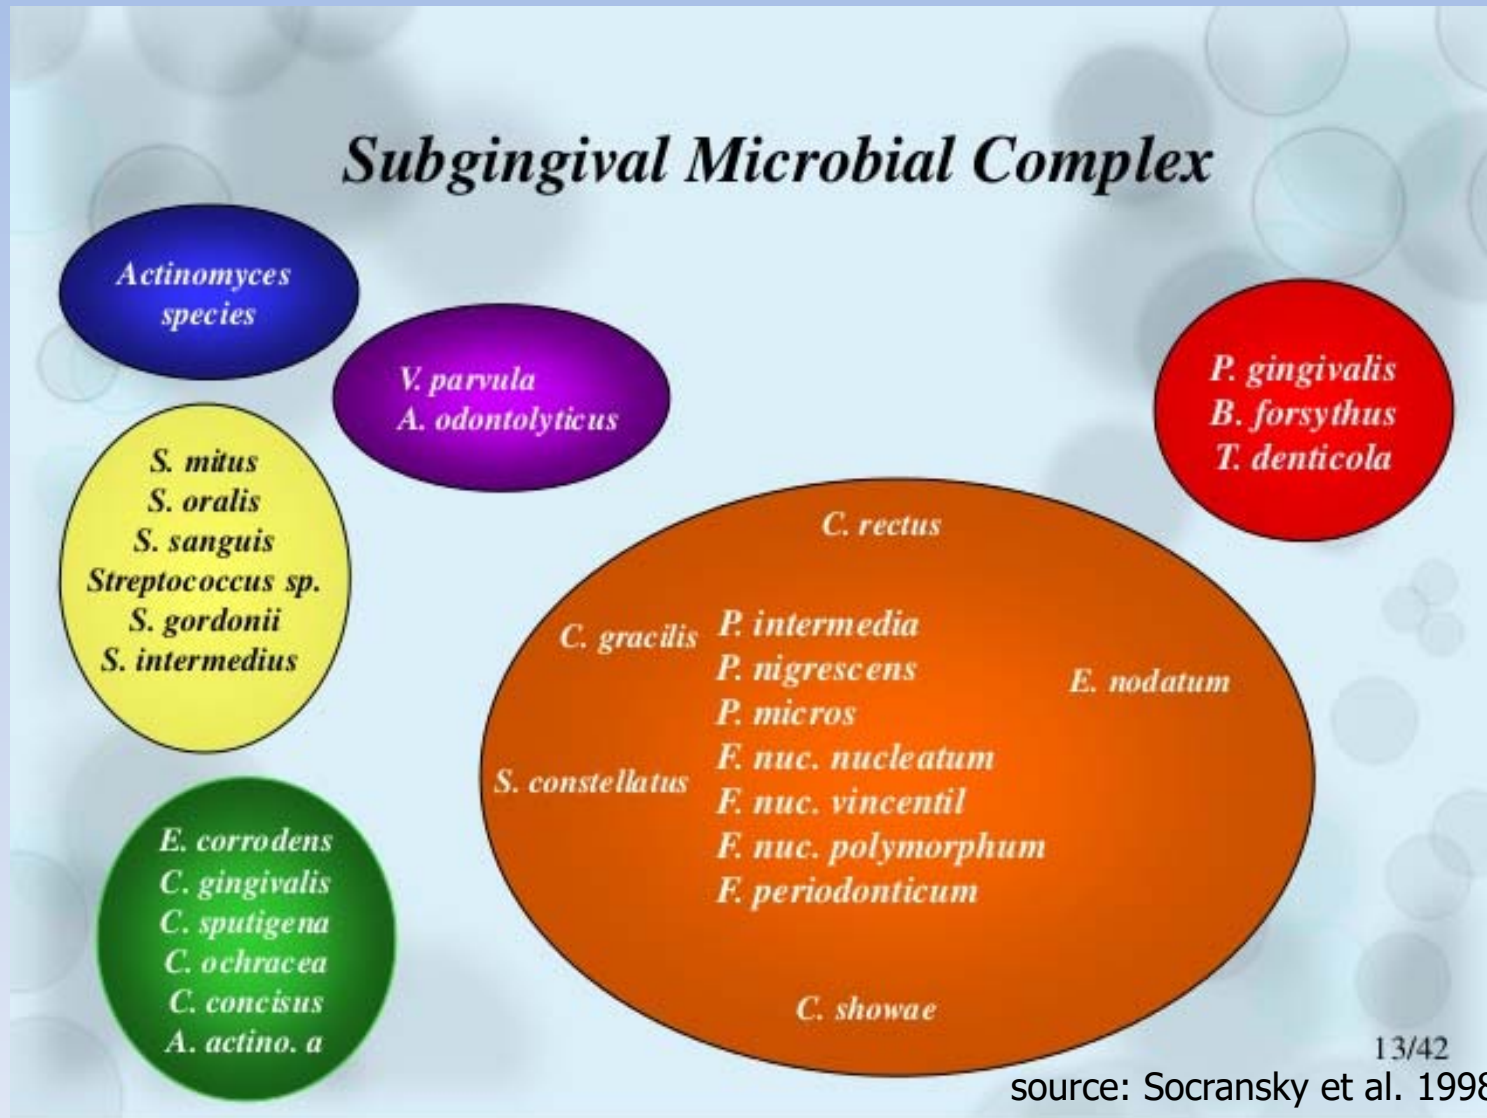 Subgingival Microbial Complex
Actinomyces
species
V. parvula
A. odontolyticus
P. gingivalis
B. forsythus
T. denticola
S. mitus
S. oralis
S. sanguis
Streptococcus sp.
S. gordonii
S. intermedius
C. rectus
C. gracilis
P. intermedia
P. nigrescens
P. micros
F. nuc. nucleatum
F. nuc. vincentil
F. nuc. polymorphum
F. periodonticum
E. nodatum
S. constellatus
C. showae
E. corrodens
C. gingivalis
C. sputigena
C. ochracea
C. concisus
A. actino. a
13/42
source: Socransky et al. 1998